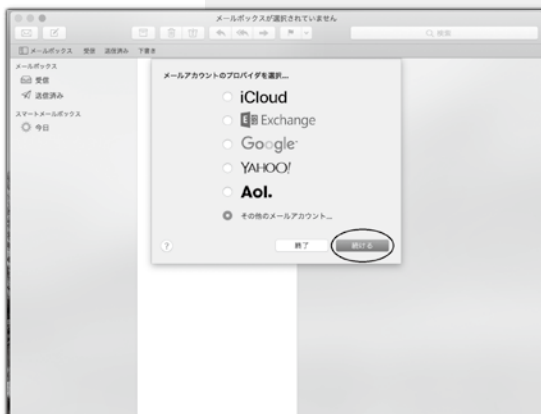 メールボックスが選択されていません
検索
メールボックス 受信 送信済み 下書き
メールボックス
受信
送信済み
スマートメールボックス
今日
メールアカウントのプロバイダを選択...
iCloud
E Exchange
Google
YAHOO!
Aol.
その他のメールアカウント...
? 終了 続ける